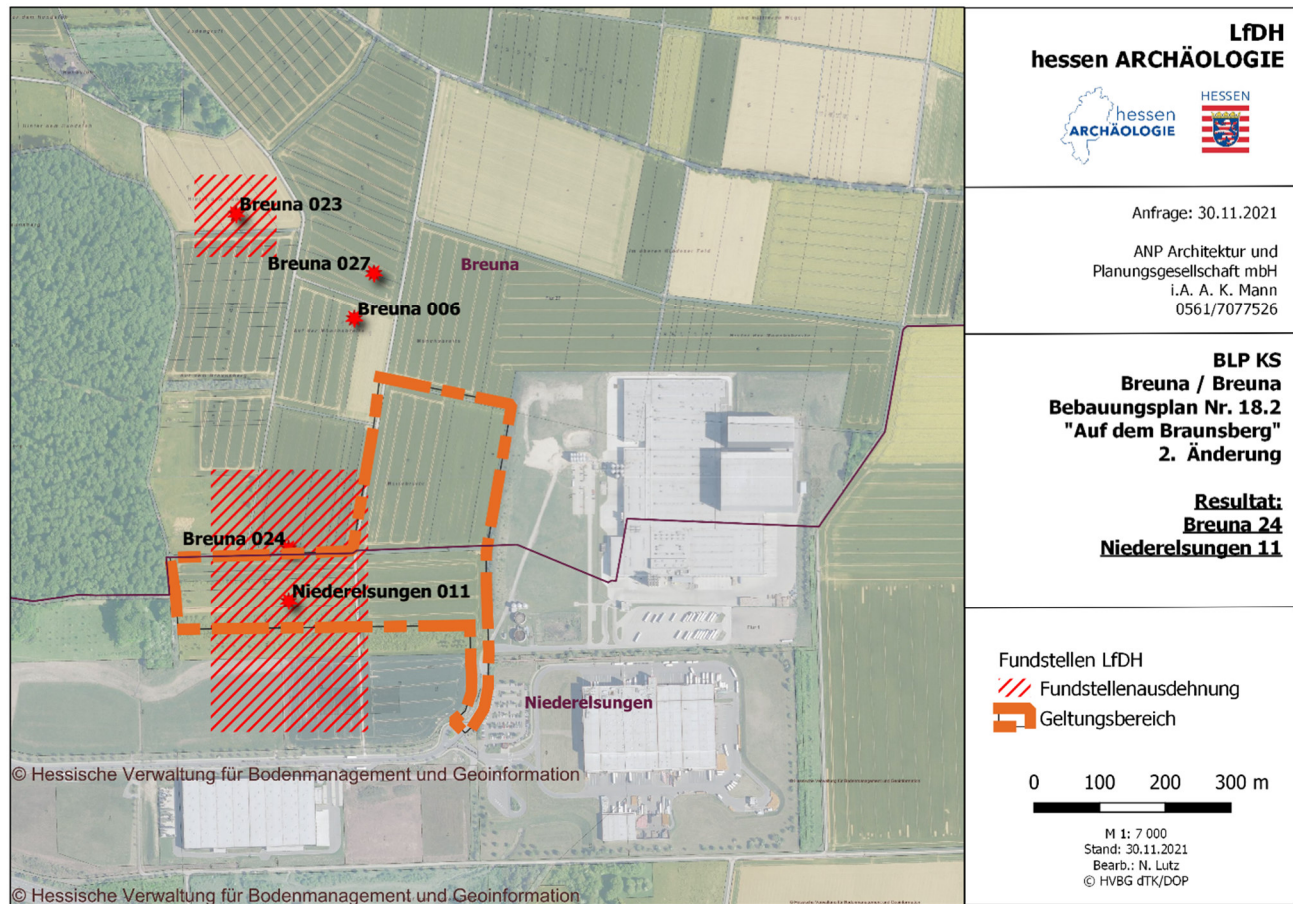 LfDH
hessen ARCHÄOLOGIE
hessen
ARCHÄOLOGIE
HESSEN
Anfrage: 30.11.2021
ANP Architektur und
Planungsgesellschaft mbH
i.A. A. K. Mann
0561/7077526
BLP KS
Breuna / Breuna
Bebauungsplan Nr. 18.2
"Auf dem Braunsberg"
2. Änderung
Resultat:
Breuna 24
Niederelsungen 11
Fundstellen LfDH
Fundstellenausdehnung
Geltungsbereich
0 100 200 300 m
M 1: 7 000
Stand: 30.11.2021
Bearb.: N. Lutz
© HVBG dTK/DOP
Breuna 023
Breuna 027
Breuna
Breuna 006
Breuna 024
Niederelsungen 011
Niederelsungen
© Hessische Verwaltung für Bodenmanagement und Geoinformation
© Hessische Verwaltung für Bodenmanagement und Geoinformation